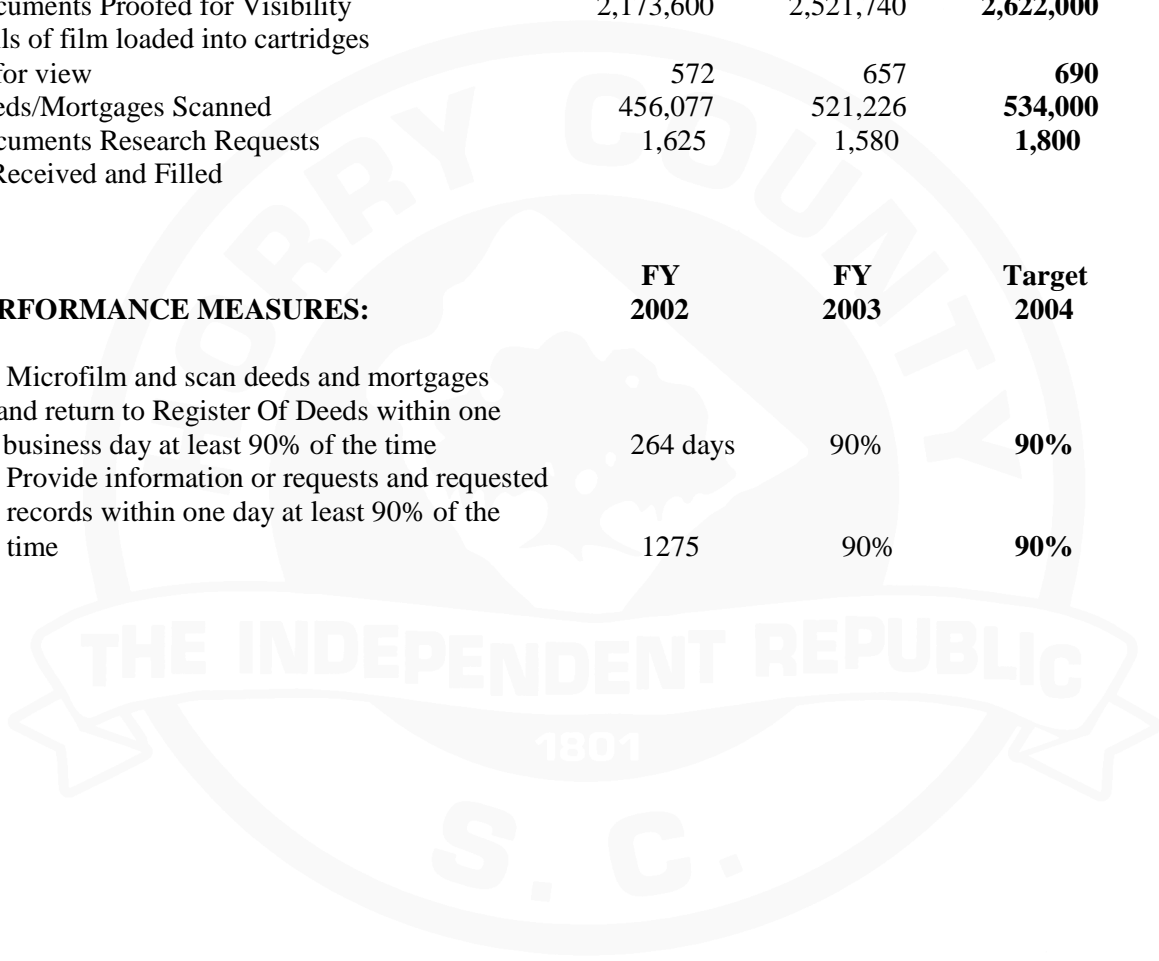 cuments Proofed for Visibility 2,173,600 2,521,740 2,622,000
lls of film loaded into cartridges
for view 572 657 690
eds/Mortgages Scanned 456,077 521,226 534,000
cuments Research Requests 1,625 1,580 1,800
Received and Filled
FY FY Target
RFORMANCE MEASURES: 2002 2003 2004
Microfilm and scan deeds and mortgages
and return to Register Of Deeds within one
business day at least 90% of the time 264 days 90% 90%
Provide information or requests and requested
records within one day at least 90% of the
time 1275 90% 90%
HORRY COUNTY
THE INDEPENDENT REPUBLIC
1801
S. C.